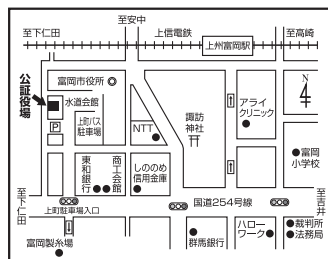 至安中
至下仁田
上信電鉄
至高崎
上州富岡駅
公証役場
富岡市役所
水道会館
P
上町バス
駐車場
NTT
諏訪
神社
アライ
クリニック
4
富岡
小学校
東和銀行
商工会館
しののめ
信用金庫
至下仁田
上町駐車場入口
国道254号線
至吉井
富岡製糸場
群馬銀行
ハロー
ワーク
裁判所
法務局